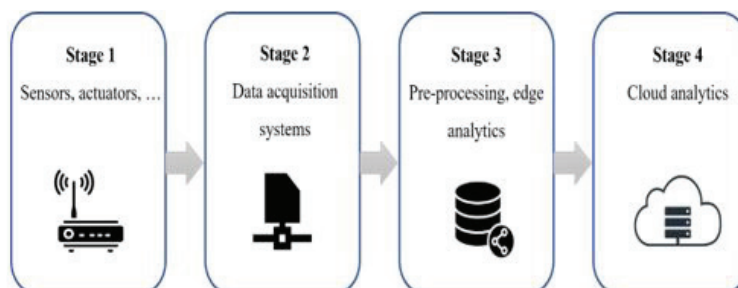 Stage 1
Sensors, actuators, …
Stage 2
Data acquisition
systems
Stage 3
Pre-processing, edge
analytics
Stage 4
Cloud analytics